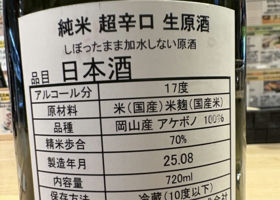 純米 超辛口 生原酒
しぼったまま加水しない原酒
品目 日本酒
アルコール分 17度
原材料 米(国産)米麹(国産米)
品種 岡山産 アケボノ 100%
精米歩合 70%
製造年月 25.08
内容量 720ml
保存方法 冷蔵(10度以下)